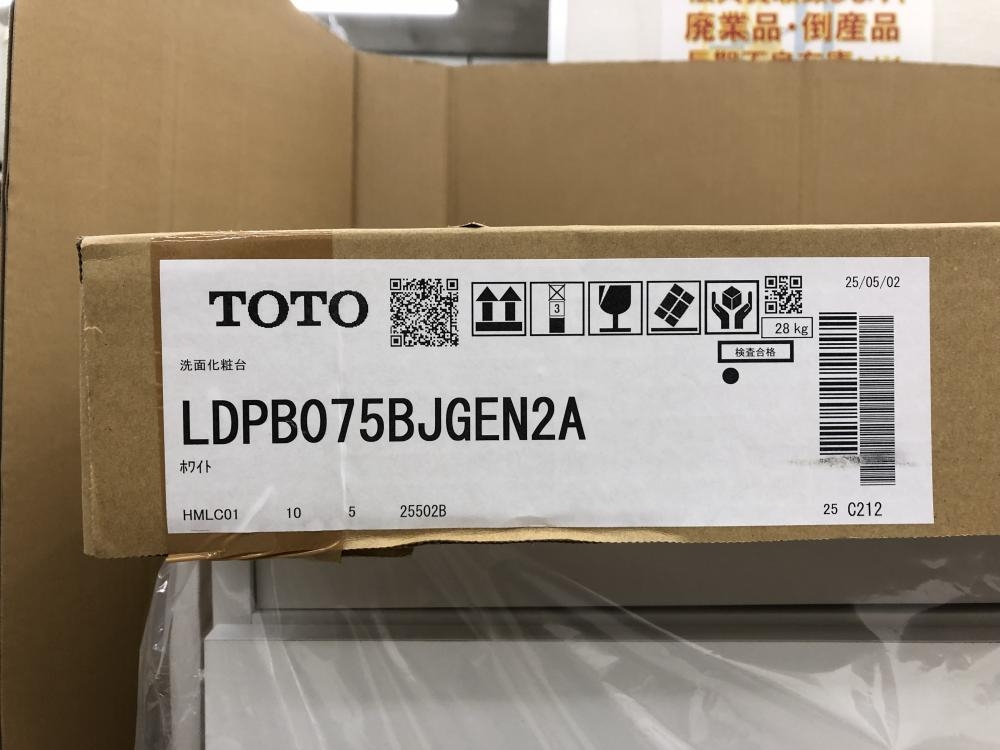 廃業品・倒産品
TOTO
3
25/05/02
28 kg
検査合格
洗面化粧台
LDPB075BJGEN2A
ホワイト
HMLC01 10 5 25502B
25 C212